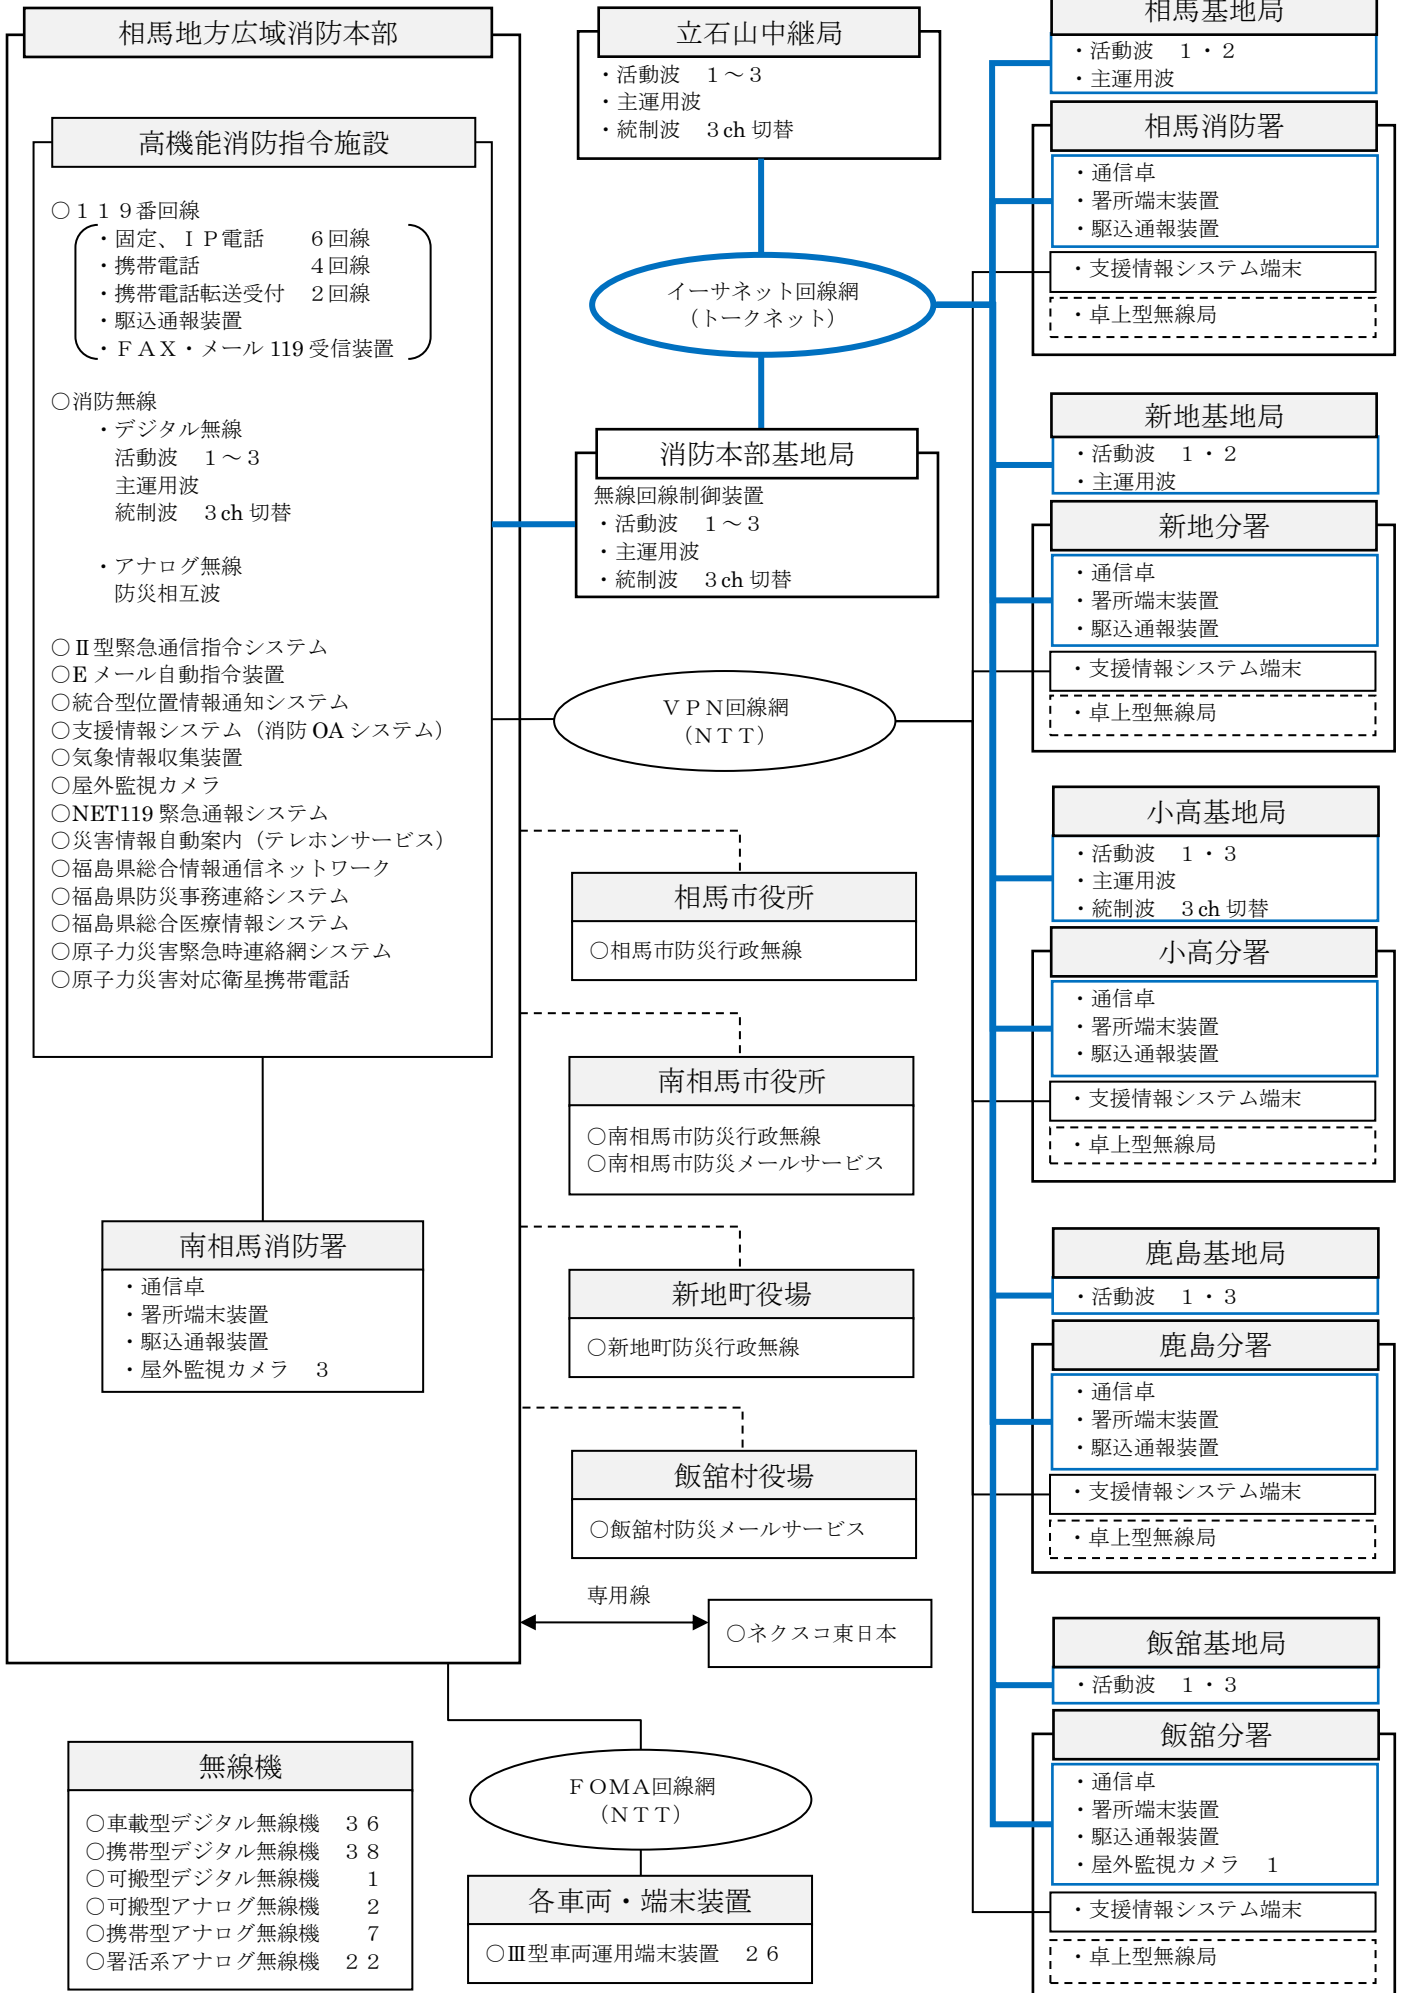 相馬地方広域消防本部
高機能消防指令施設
○１１９番回線
・固定、ＩＰ電話　６回線
・携帯電話　４回線
・携帯電話転送受付　２回線
・駆込通報装置
・ＦＡＸ・メール119受信装置
○消防無線
・デジタル無線
活動波　１～３
主運用波
統制波　３ch切替
・アナログ無線
防災相互波
○Ⅱ型緊急通信指令システム
○Eメール自動指令装置
○統合型位置情報通知システム
○支援情報システム（消防OAシステム）
○気象情報収集装置
○屋外監視カメラ
○NET119緊急通報システム
○災害情報自動案内（テレホンサービス）
○福島県総合情報通信ネットワーク
○福島県防災事務連絡システム
○福島県総合医療情報システム
○原子力災害緊急時連絡網システム
○原子力災害対応衛星携帯電話
南相馬消防署
・通信卓
・署所端末装置
・駆込通報装置
・屋外監視カメラ　３
無線機
○車載型デジタル無線機　３６
○携帯型デジタル無線機　３８
○可搬型デジタル無線機　１
○可搬型アナログ無線機　２
○携帯型アナログ無線機　７
○署活系アナログ無線機　２２
立石山中継局
・活動波　１～３
・主運用波
・統制波　３ch切替
イーサネット回線網
（トークネット）
消防本部基地局
無線回線制御装置
・活動波　１～３
・主運用波
・統制波　３ch切替
ＶＰＮ回線網
（ＮＴＴ）
相馬市役所
○相馬市防災行政無線
南相馬市役所
○南相馬市防災行政無線
○南相馬市防災メールサービス
新地町役場
○新地町防災行政無線
飯舘村役場
○飯舘村防災メールサービス
専用線
○ネクスコ東日本
ＦＯＭＡ回線網
（ＮＴＴ）
各車両・端末装置
○Ⅲ型車両運用端末装置　２６
相馬基地局
・活動波　１・２
・主運用波
相馬消防署
・通信卓
・署所端末装置
・駆込通報装置
・支援情報システム端末
・卓上型無線局
新地基地局
・活動波　１・２
・主運用波
新地分署
・通信卓
・署所端末装置
・駆込通報装置
・支援情報システム端末
・卓上型無線局
小高基地局
・活動波　１・３
・主運用波
・統制波　３ch切替
小高分署
・通信卓
・署所端末装置
・駆込通報装置
・支援情報システム端末
・卓上型無線局
鹿島基地局
・活動波　１・３
鹿島分署
・通信卓
・署所端末装置
・駆込通報装置
・支援情報システム端末
・卓上型無線局
飯舘基地局
・活動波　１・３
飯舘分署
・通信卓
・署所端末装置
・駆込通報装置
・屋外監視カメラ　１
・支援情報システム端末
・卓上型無線局